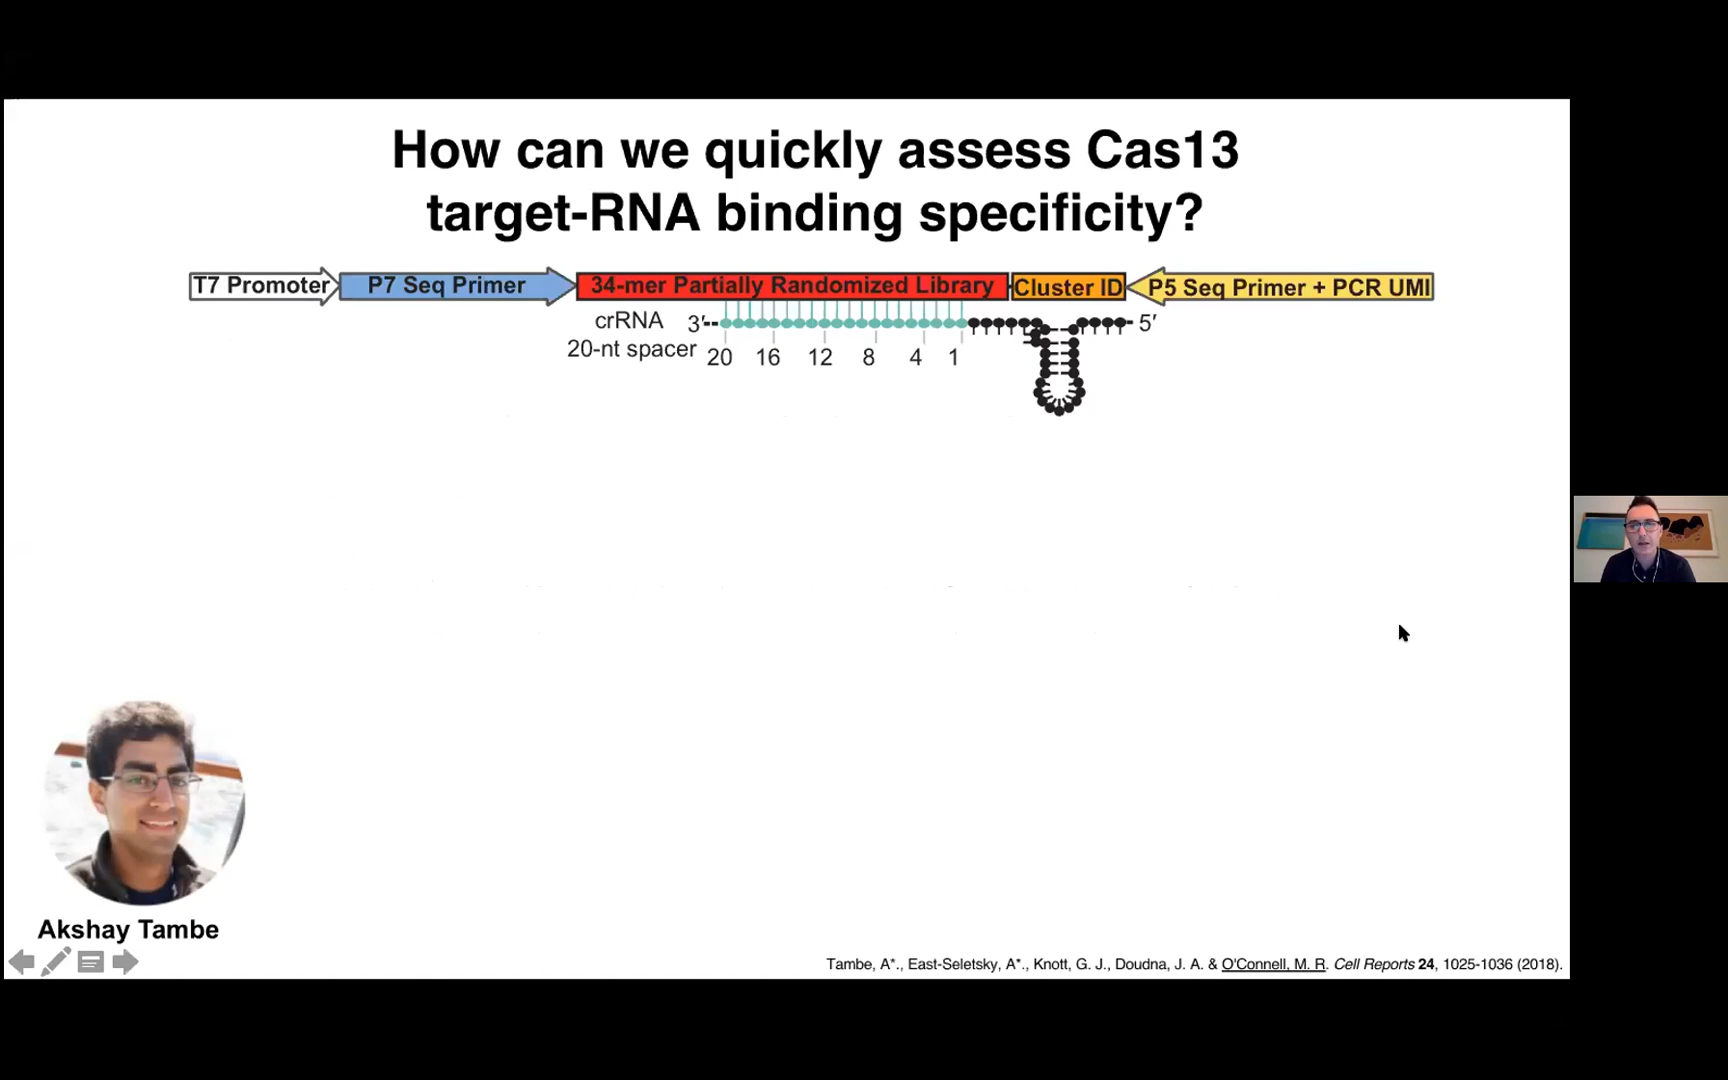 How can we quickly assess Cas13
target-RNA binding specificity?
T7 Promoter P7 Seq Primer 34-mer Partially Randomized Library Cluster ID P5 Seq Primer + PCR UMI
crRNA 3′ 5′
20-nt spacer 20 16 12 8 4 1
Akshay Tambe
Tambe, A*., East-Seletsky, A*., Knott, G. J., Doudna, J. A. & O'Connell, M. R. Cell Reports 24, 1025-1036 (2018).